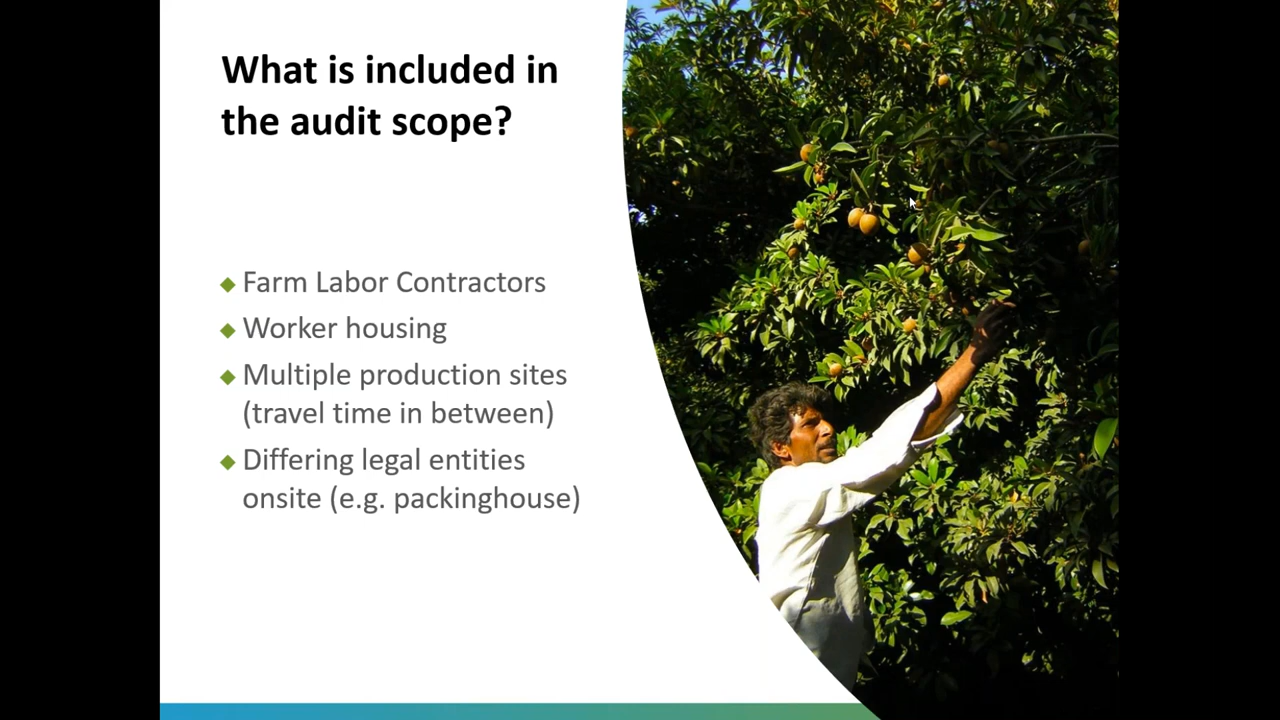 What is included in
the audit scope?
Farm Labor Contractors
Worker housing
Multiple production sites
(travel time in between)
Differing legal entities
onsite (e.g. packinghouse)